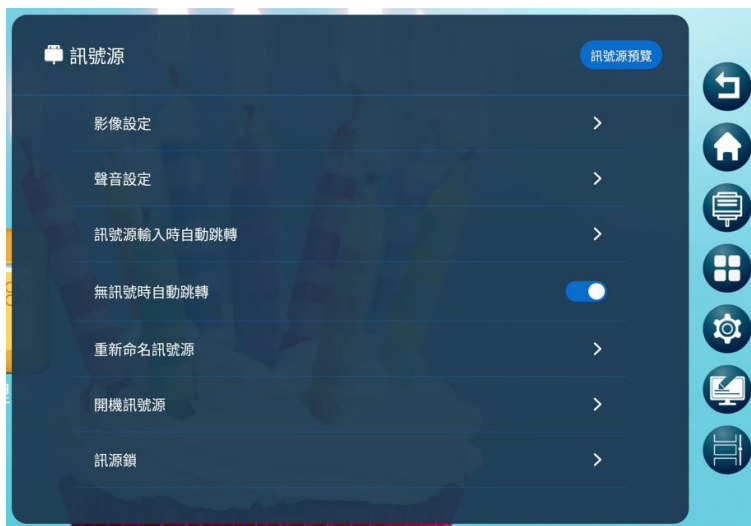 訊號源
訊號源預覽
影像設定
聲音設定
訊號源輸入時自動跳轉
無訊號時自動跳轉
重新命名訊號源
開機訊號源
訊源鎖